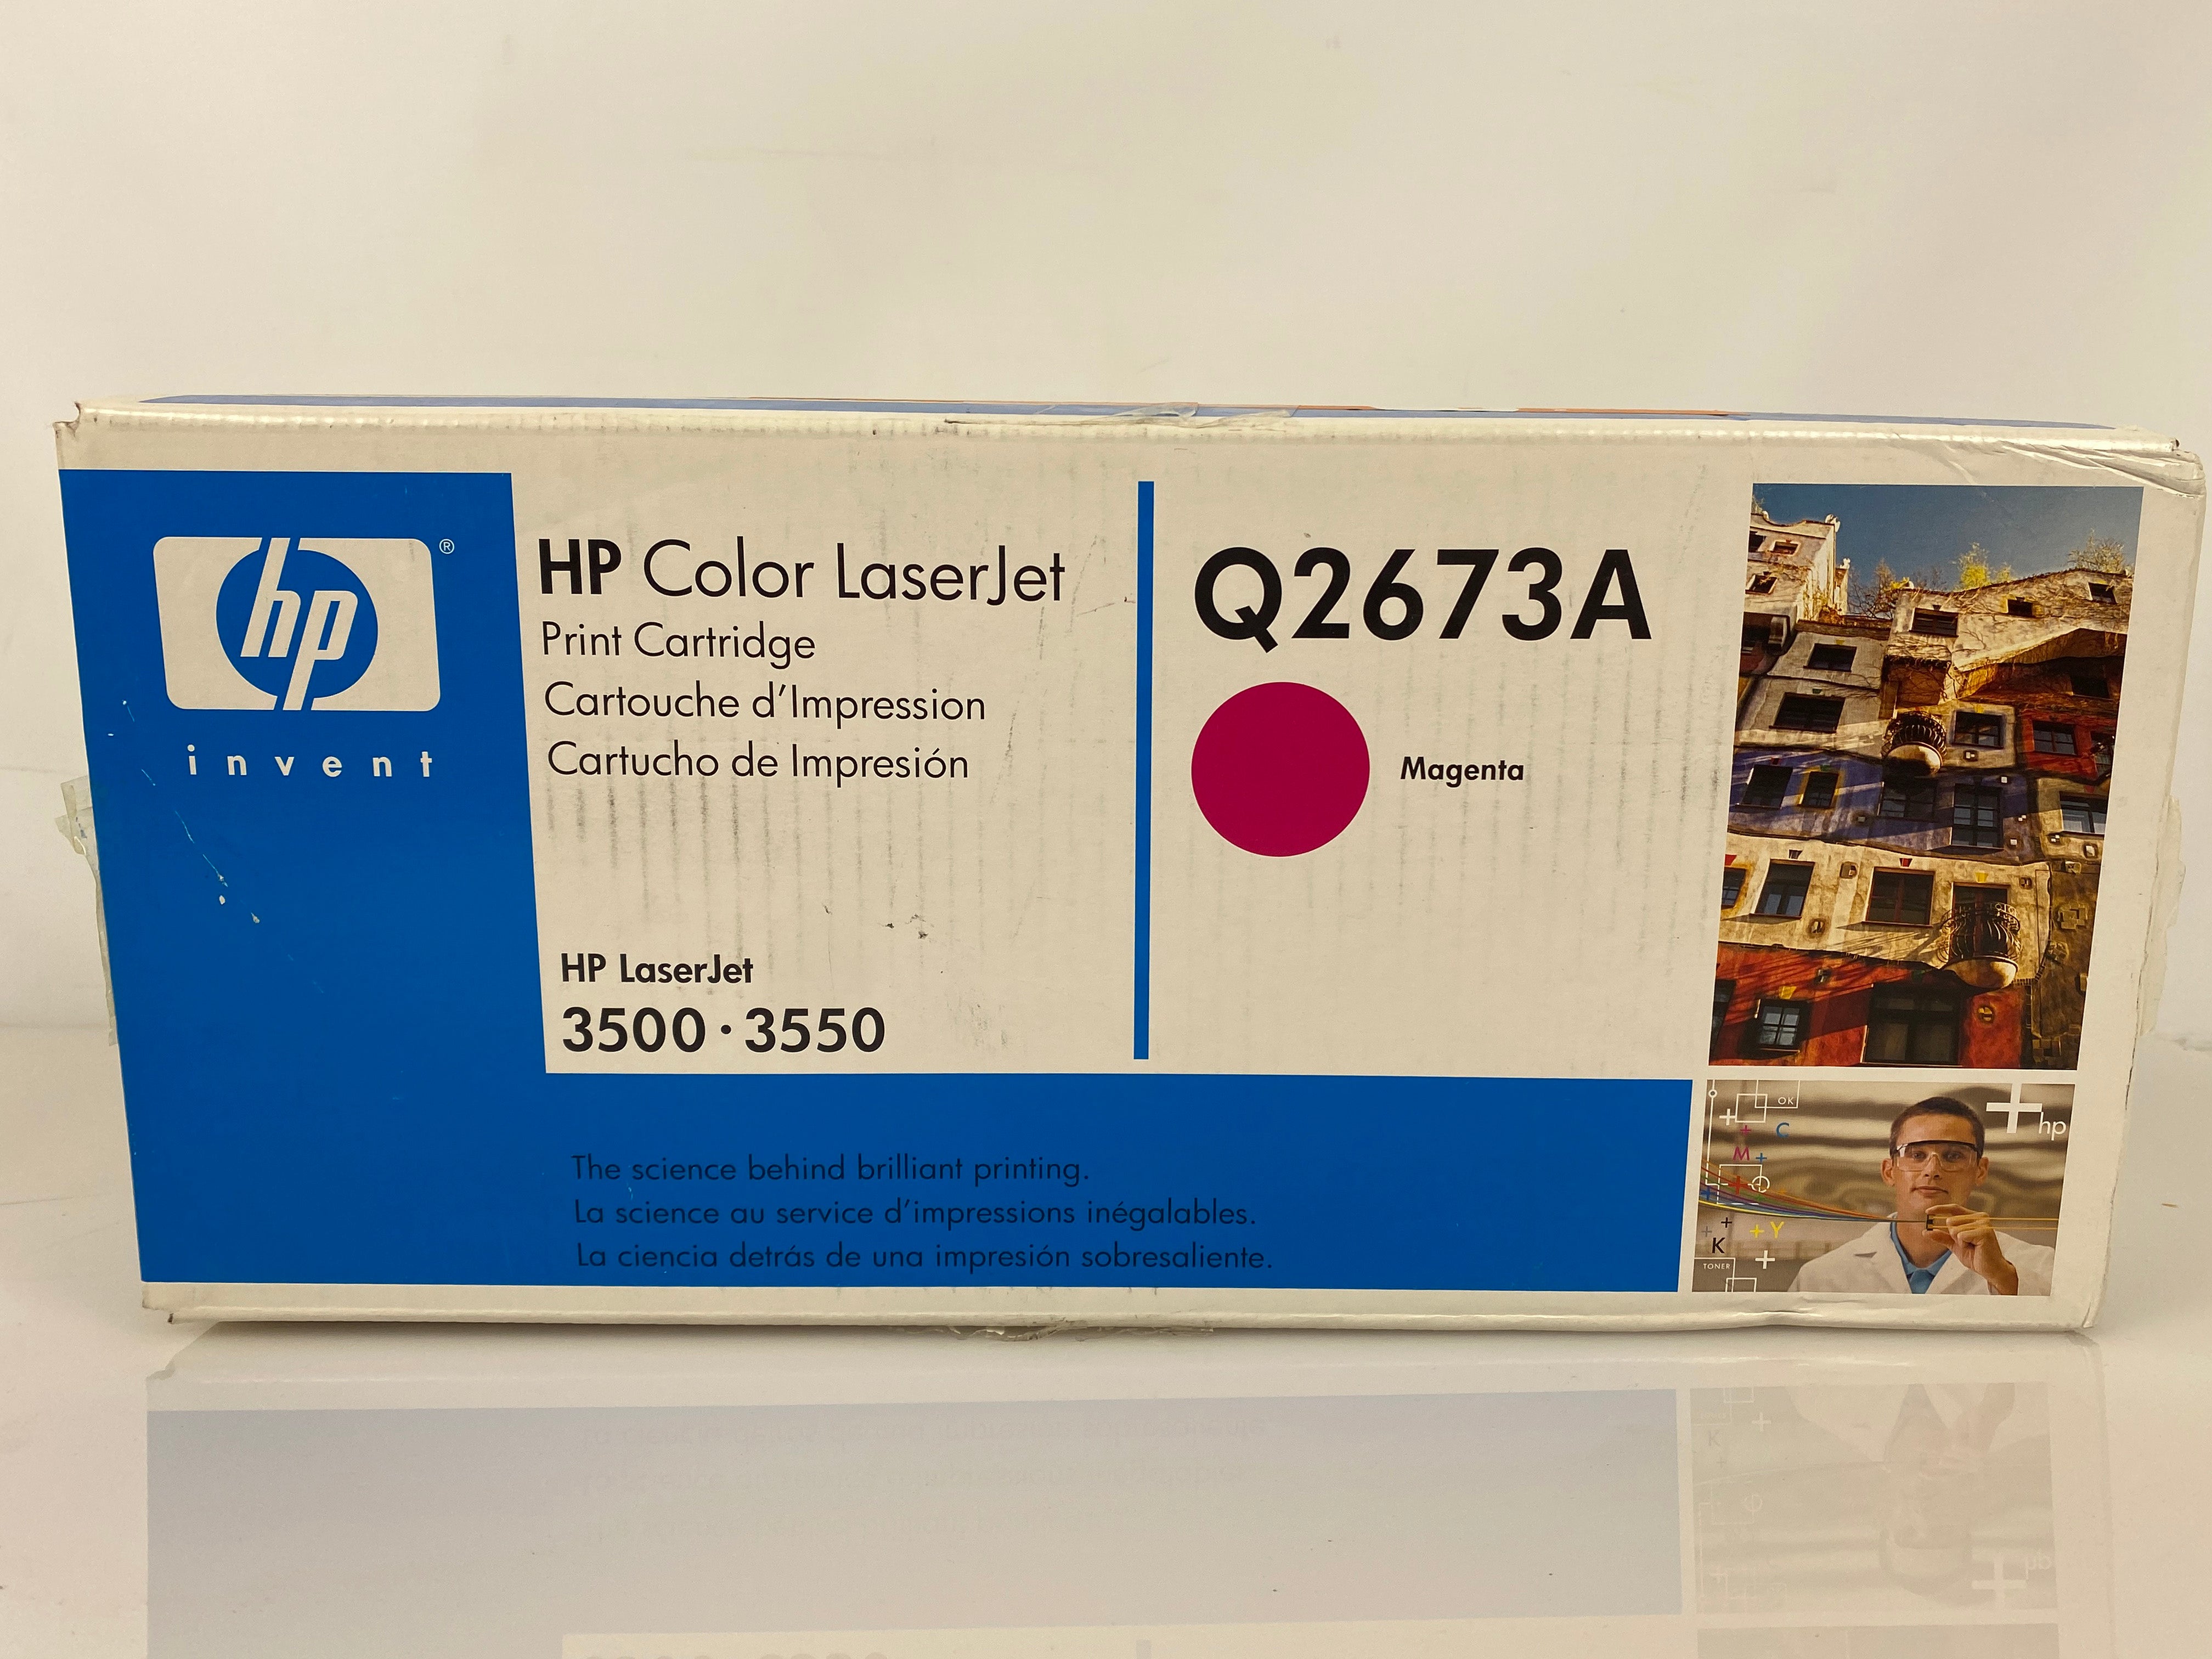 hp®
invent
HP Color LaserJet
Print Cartridge
Cartouche d'Impression
Cartucho de Impresión
HP LaserJet
3500 · 3550
Q2673A
Magenta
The science behind brilliant printing.
La science au service d'impressions inégalables.
La ciencia detrás de una impresión sobresaliente.
OK
C
M
Y
K
TONER
hp